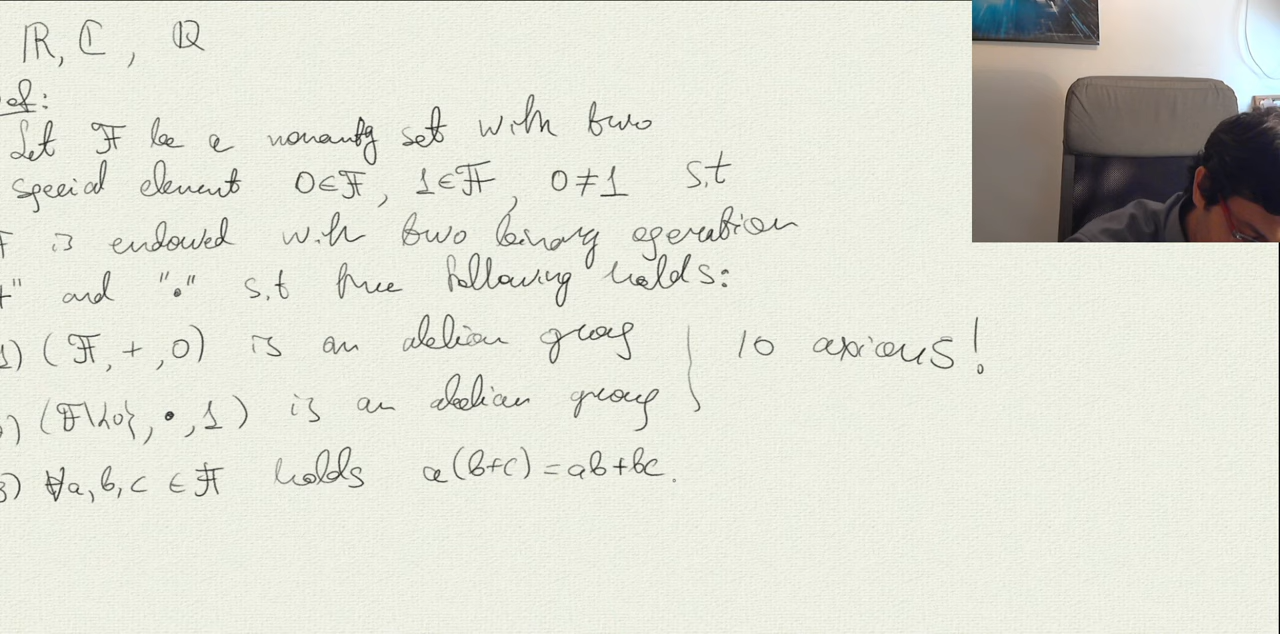 ℝ, ℂ, ℚ
ef:
Let 𝔽 be a nonempty set with two
special element 0∈𝔽, 1∈𝔽, 0≠1 s.t
F is endowed with two binary operation
+" and "•" s.t the following holds:
1) (𝔽, +, 0) is an abelian group
) (𝔽\{0}, •, 1) is an abelian group
10 axioms!
3) ∀a, b, c ∈ 𝔽 holds a(b+c) = ab+bc.